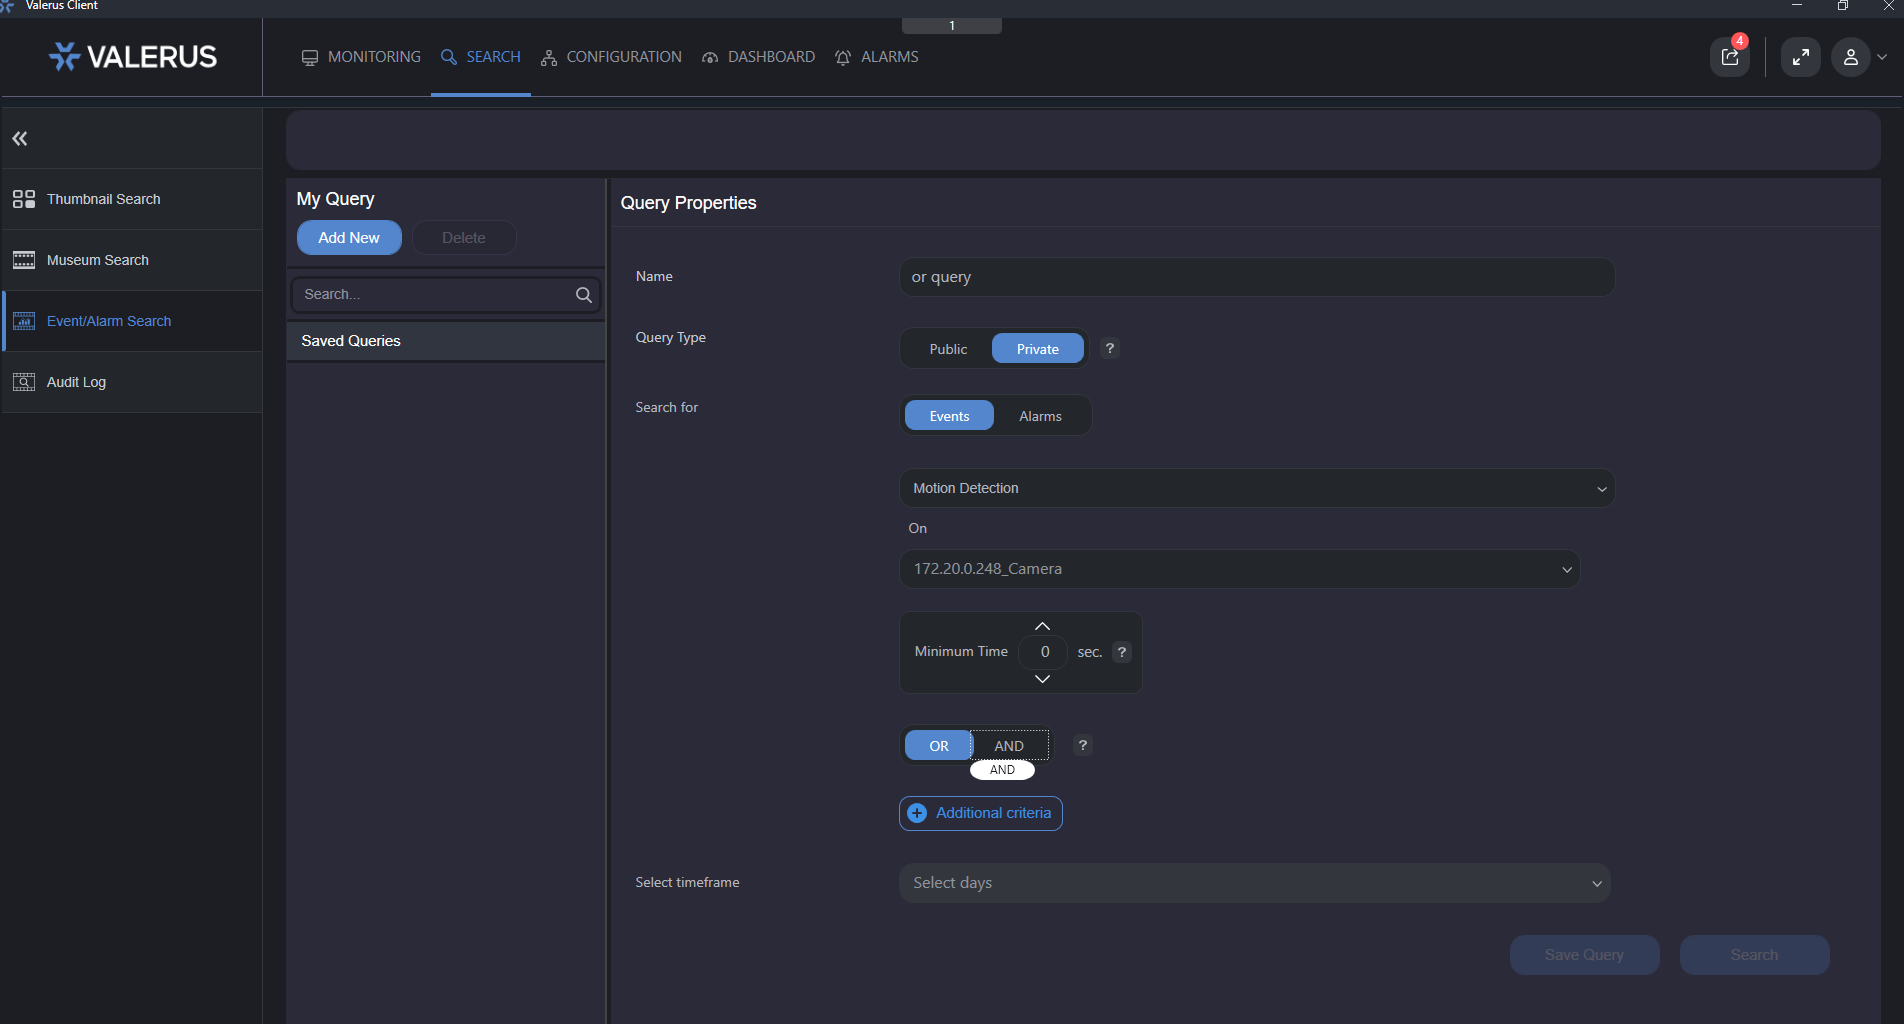 Valerus Client
1
VALERUS
MONITORING
SEARCH
CONFIGURATION
DASHBOARD
ALARMS
4
Thumbnail Search
Museum Search
Event/Alarm Search
Audit Log
My Query
Add New
Delete
Search...
Saved Queries
Query Properties
Name
or query
Query Type
Public
Private
?
Search for
Events
Alarms
Motion Detection
On
172.20.0.248_Camera
Minimum Time
0
sec.
?
OR
AND
?
AND
Additional criteria
Select timeframe
Select days
Save Query
Search